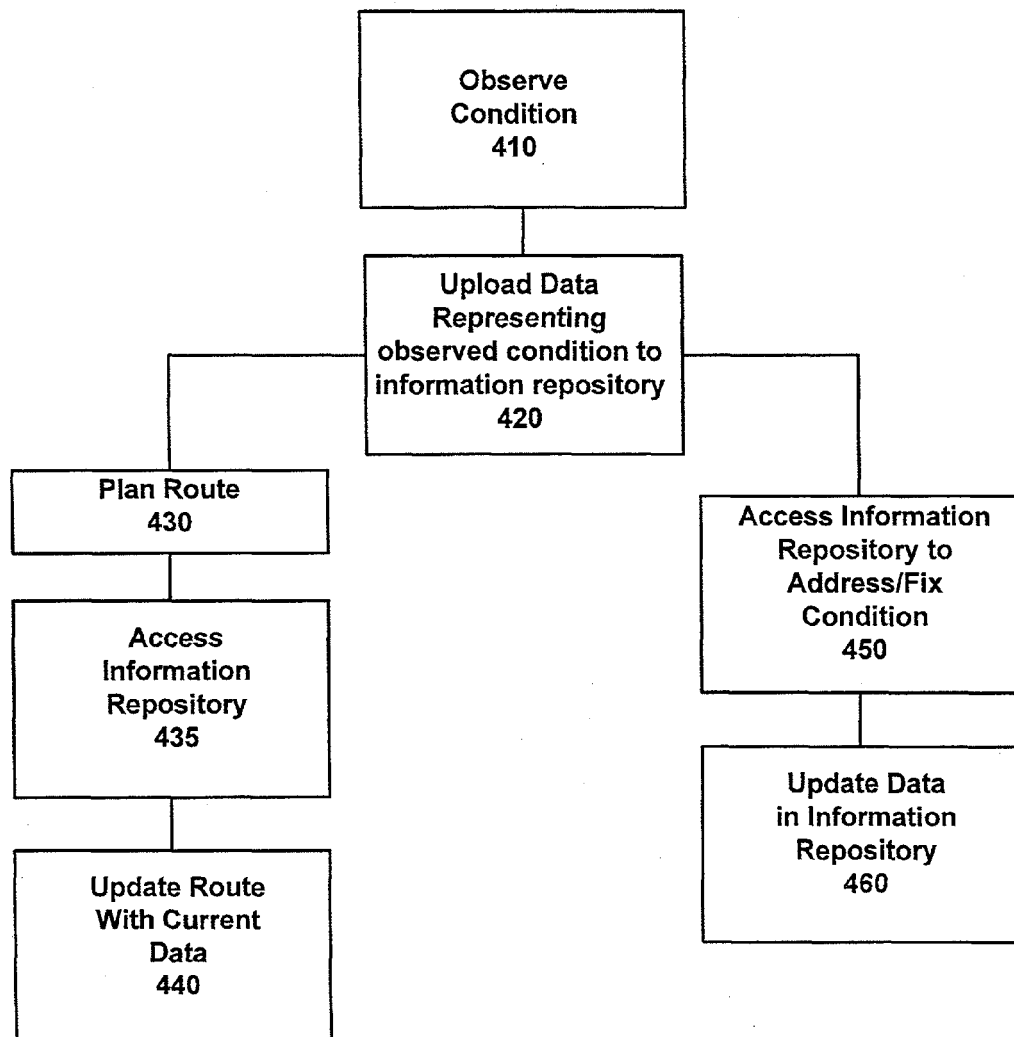 Observe
Condition
410
Upload Data
Representing
observed condition to
information repository
420
Plan Route
430
Access
Information
Repository
435
Update Route
With Current
Data
440
Access Information
Repository to
Address/Fix
Condition
450
Update Data
in Information
Repository
460